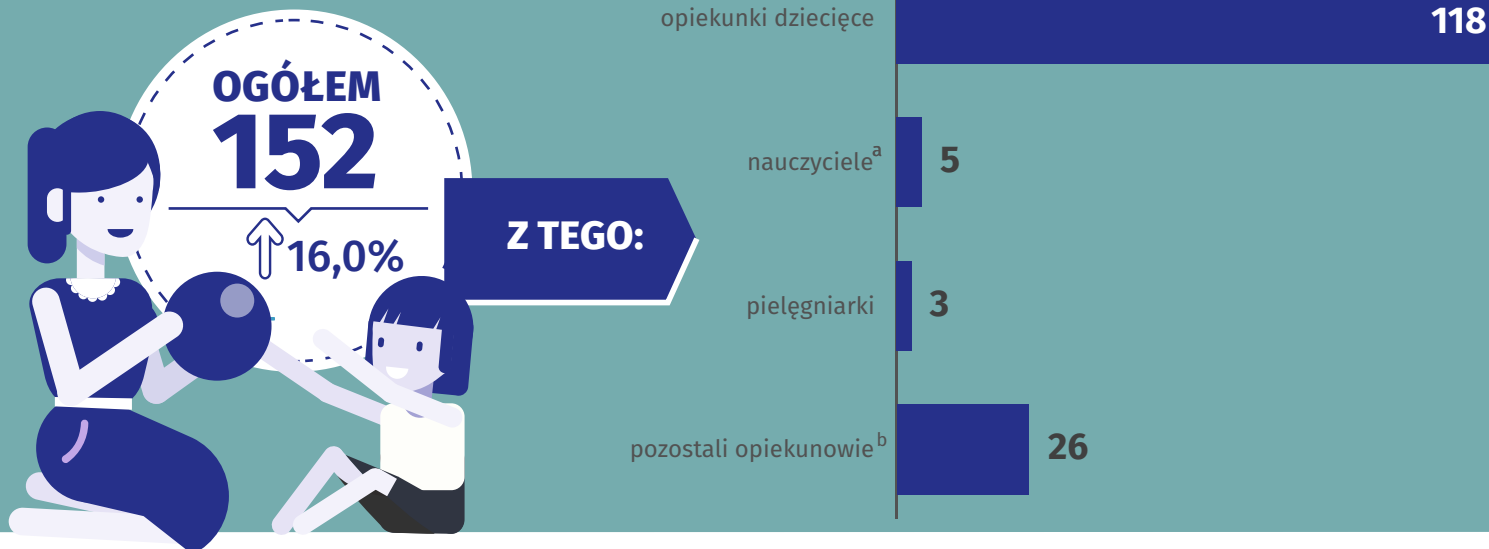 OGÓŁEM
152
16,0%
Z TEGO:
opiekunki dziecięce 118
nauczyciele a 5
pielęgniarki 3
pozostali opiekunowie b 26